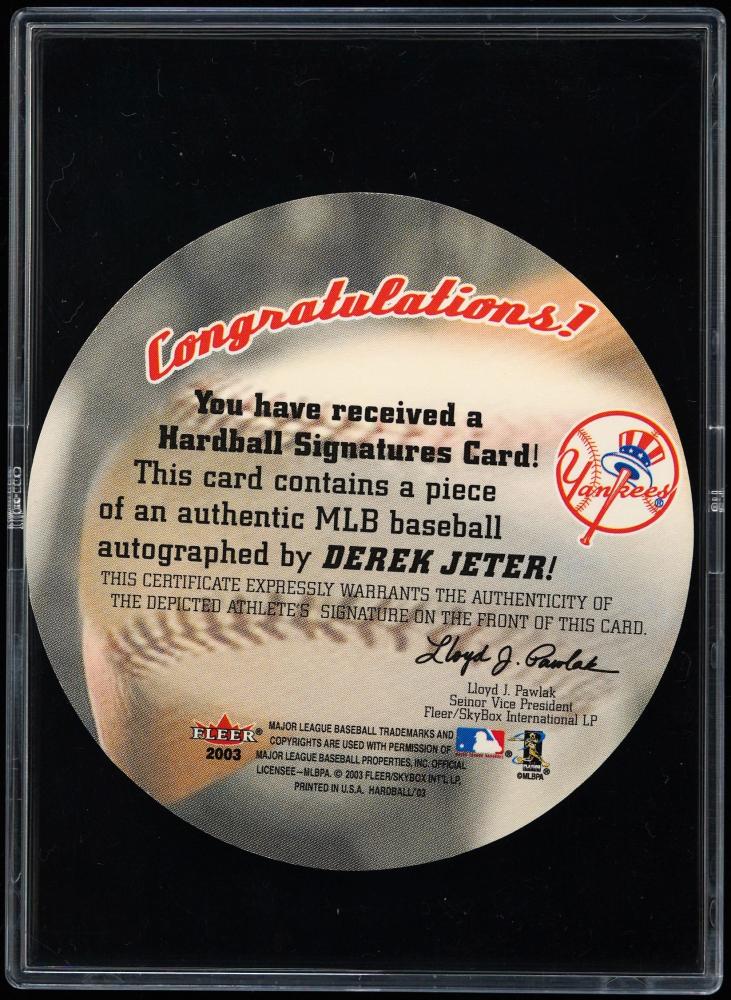 Congratulations!
You have received a
Hardball Signatures Card!
This card contains a piece
of an authentic MLB baseball
autographed by DEREK JETER!
THIS CERTIFICATE EXPRESSLY WARRANTS THE AUTHENTICITY OF
THE DEPICTED ATHLETE'S SIGNATURE ON THE FRONT OF THIS CARD.
Yankees
Lloyd J. Pawlak
Lloyd J. Pawlak
Seinor Vice President
Fleer/SkyBox International LP
FLEER®
2003
MAJOR LEAGUE BASEBALL TRADEMARKS AND
COPYRIGHTS ARE USED WITH PERMISSION OF
MAJOR LEAGUE BASEBALL PROPERTIES, INC. OFFICIAL
LICENSEE—MLBPA. © 2003 FLEER/SKYBOX INT'L LP.
PRINTED IN U.S.A. HARDBALL/'03
©MLBPA